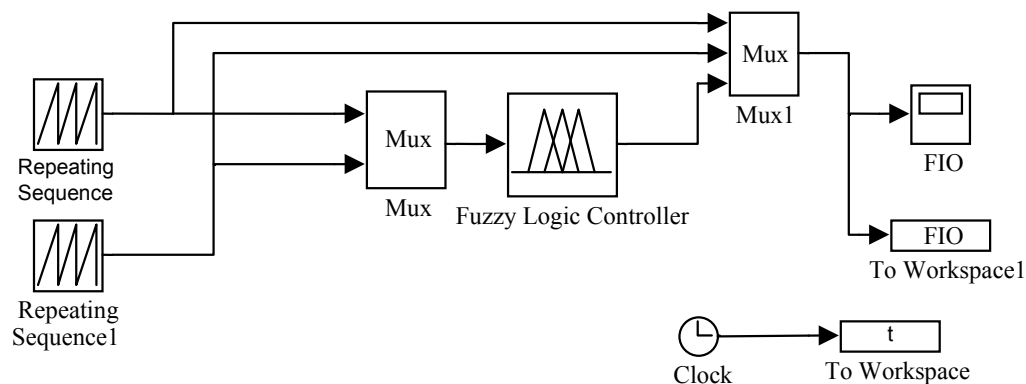 Mux
Mux1
Repeating
Sequence
Mux
Mux
Fuzzy Logic Controller
FIO
FIO
To Workspace1
Repeating
Sequence1
t
To Workspace
Clock